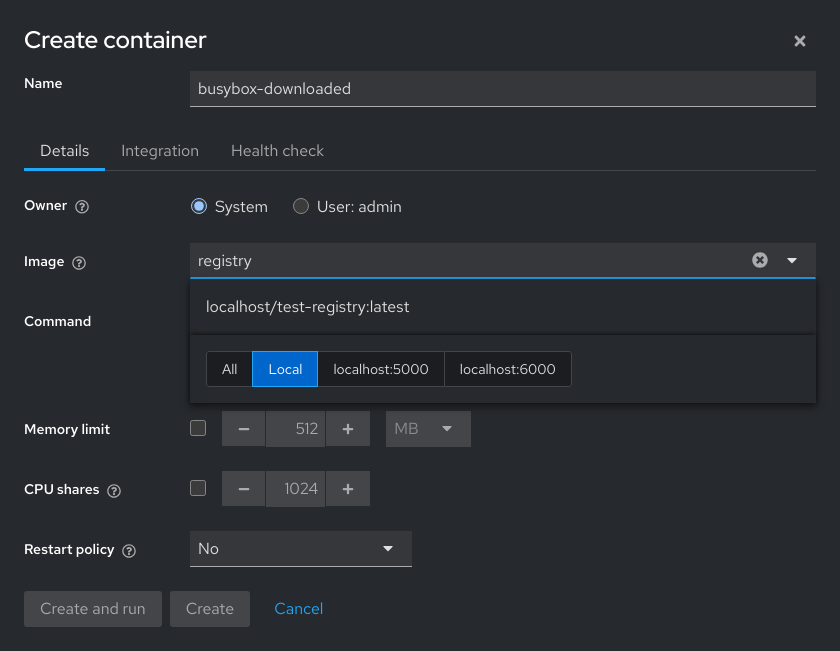 Create container
Name
busybox-downloaded
Details Integration Health check
Owner System User: admin
Image registry
localhost/test-registry:latest
Command
All Local localhost:5000 localhost:6000
Memory limit 512 MB
CPU shares 1024
Restart policy No
Create and run Create Cancel